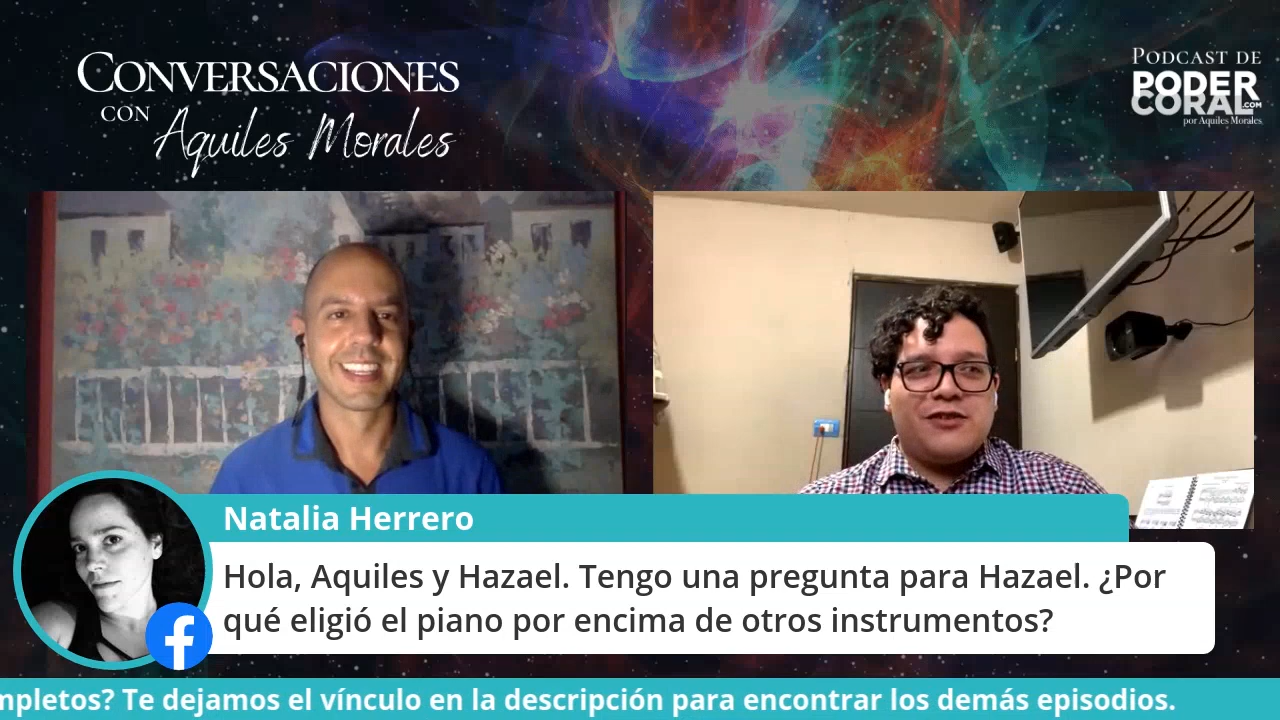 CONVERSACIONES
CON Aquiles Morales
PODCAST DE
PODER
CORAL.COM
por Aquiles Morales
Natalia Herrero
Hola, Aquiles y Hazael. Tengo una pregunta para Hazael. ¿Por
qué eligió el piano por encima de otros instrumentos?
mpletos? Te dejamos el vínculo en la descripción para encontrar los demás episodios.